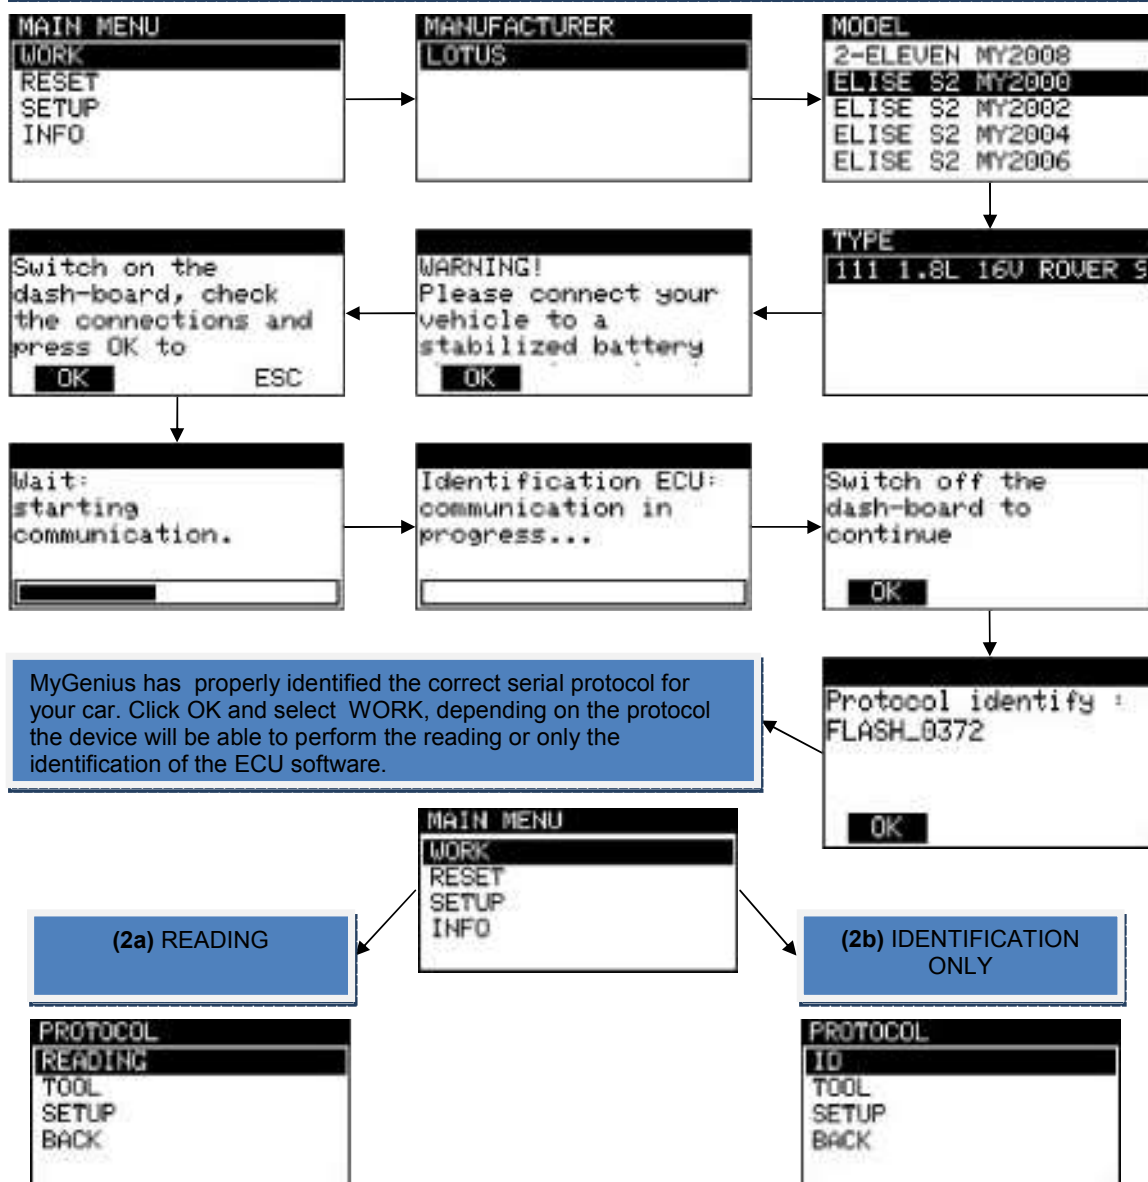 MAIN MENU
WORK
RESET
SETUP
INFO
MANUFACTURER
LOTUS
MODEL
2-ELEVEN MY2008
ELISE S2 MY2000
ELISE S2 MY2002
ELISE S2 MY2004
ELISE S2 MY2006
TYPE
111 1.8L 16V ROVER S
WARNING!
Please connect your
vehicle to a
stabilized battery
OK
Switch on the
dash-board, check
the connections and
press OK to
OK ESC
Wait:
starting
communication.
Identification ECU:
communication in
progress...
Switch off the
dash-board to
continue
OK
Protocol identify :
FLASH_0372
OK
MyGenius has properly identified the correct serial protocol for
your car. Click OK and select WORK, depending on the protocol
the device will be able to perform the reading or only the
identification of the ECU software.
MAIN MENU
WORK
RESET
SETUP
INFO
(2a) READING
(2b) IDENTIFICATION
ONLY
PROTOCOL
READING
TOOL
SETUP
BACK
PROTOCOL
ID
TOOL
SETUP
BACK